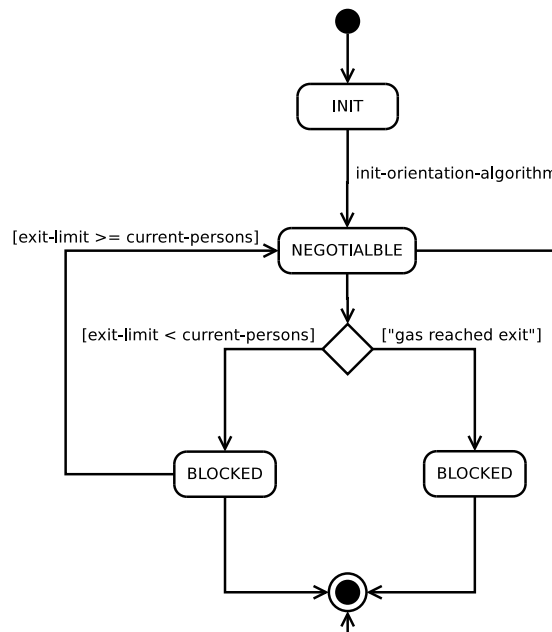 INIT
init-orientation-algorithm
[exit-limit >= current-persons]
NEGOTIALBLE
[exit-limit < current-persons]
["gas reached exit"]
BLOCKED
BLOCKED